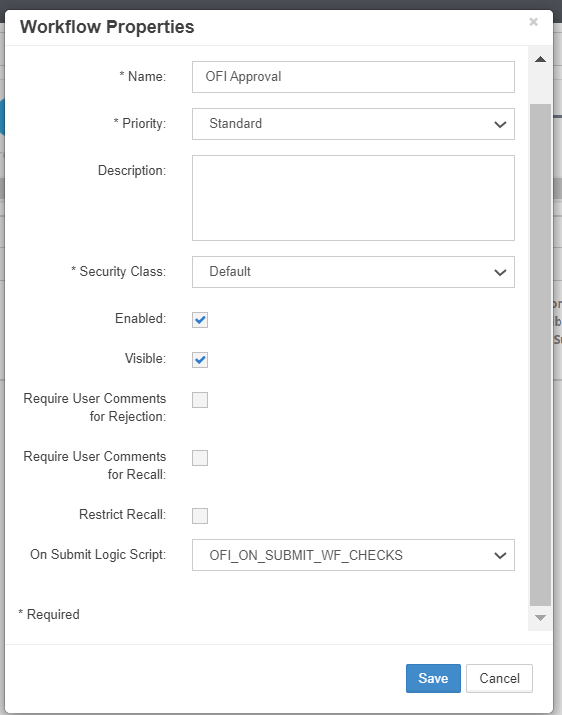 Workflow Properties
×
* Name: OFI Approval
* Priority: Standard
Description:
* Security Class: Default
Enabled:
Visible:
Require User Comments
for Rejection:
Require User Comments
for Recall:
Restrict Recall:
On Submit Logic Script: OFI_ON_SUBMIT_WF_CHECKS
* Required
Save Cancel